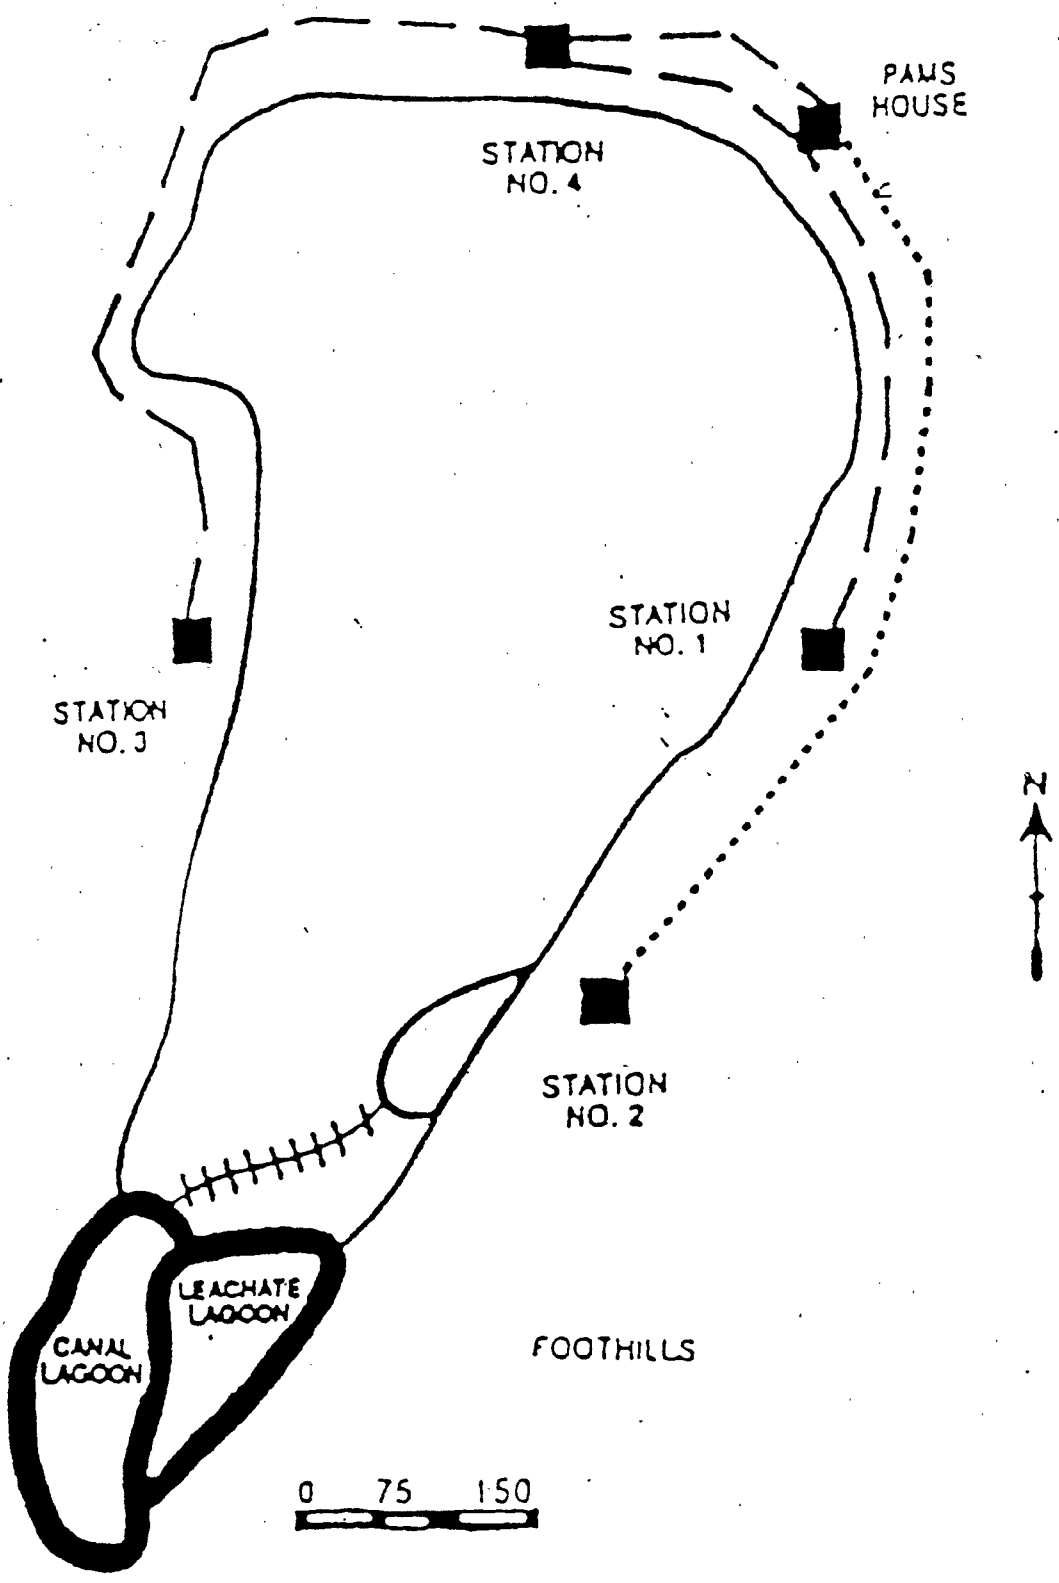 PAMS
HOUSE
STATION
NO. 4
STATION
NO. 1
STATION
NO. 3
N
STATION
NO. 2
LEACHATE
LAGOON
CANAL
LAGOON
FOOTHILLS
0 75 150